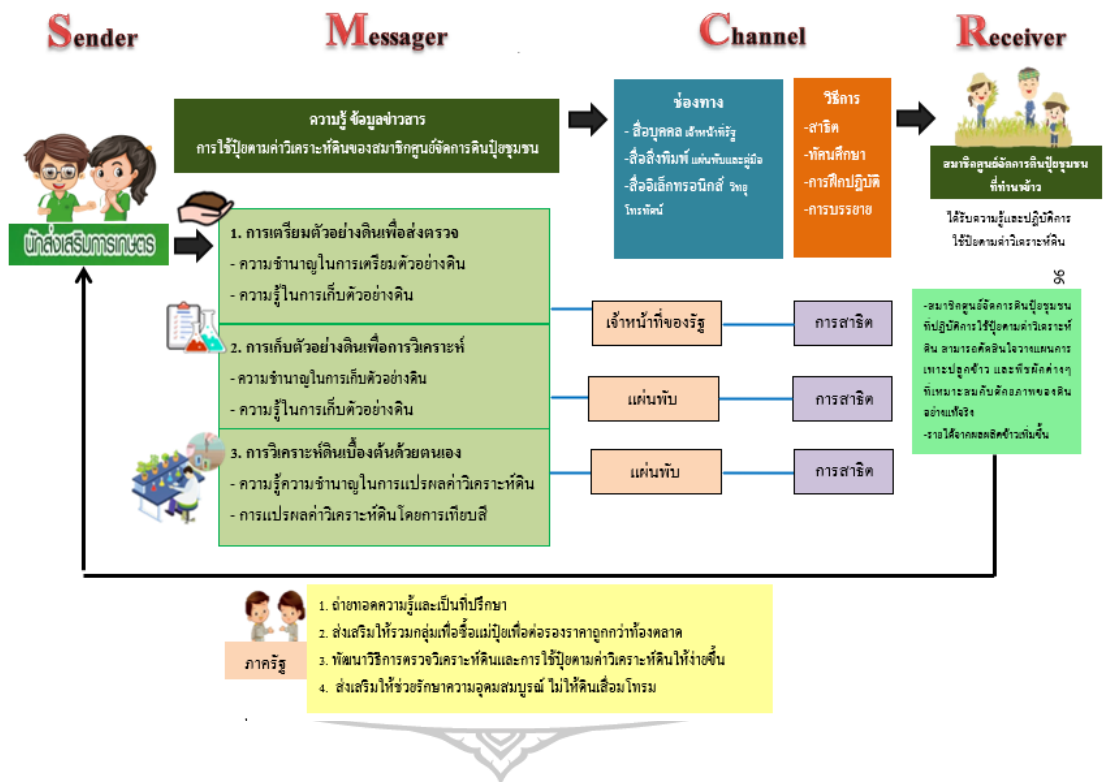 Sender
Messager
Channel
Receiver
ความรู้ ข้อมูลข่าวสาร
การใช้ปุ๋ยตามค่าวิเคราะห์ดินของสมาชิกศูนย์จัดการดินปุ๋ยชุมชน
ช่องทาง
- สื่อบุคคล เจ้าหน้าที่รัฐ
-สื่อสิ่งพิมพ์ แผ่นพับและคู่มือ
-สื่ออิเล็กทรอนิกส์ วิทยุ
โทรทัศน์
วิธีการ
-สาธิต
-ทัศนศึกษา
-การฝึกปฏิบัติ
-การบรรยาย
สมาชิกศูนย์จัดการดินปุ๋ยชุมชน
ที่ทำนาข้าว
ได้รับความรู้และปฏิบัติการ
ใช้ปุ๋ยตามค่าวิเคราะห์ดิน
96
นักส่งเสริมการเกษตร
1. การเตรียมตัวอย่างดินเพื่อส่งตรวจ
- ความชำนาญในการเตรียมตัวอย่างดิน
- ความรู้ในการเก็บตัวอย่างดิน
2. การเก็บตัวอย่างดินเพื่อการวิเคราะห์
- ความชำนาญในการเก็บตัวอย่างดิน
- ความรู้ในการเก็บตัวอย่างดิน
3. การวิเคราะห์ดินเบื้องต้นด้วยตนเอง
- ความรู้ความชำนาญในการแปรผลค่าวิเคราะห์ดิน
- การแปรผลค่าวิเคราะห์ดินโดยการเทียบสี
เจ้าหน้าที่ของรัฐ
การสาธิต
แผ่นพับ
การสาธิต
แผ่นพับ
การสาธิต
-สมาชิกศูนย์จัดการดินปุ๋ยชุมชน
ที่ปฏิบัติการใช้ปุ๋ยตามค่าวิเคราะห์
ดิน สามารถตัดสินใจวางแผนการ
เพาะปลูกข้าว และพืชผักต่างๆ
ที่เหมาะสมกับศักยภาพของดิน
อย่างแท้จริง
-รายได้จากผลผลิตข้าวเพิ่มขึ้น
ภาครัฐ
1. ถ่ายทอดความรู้และเป็นที่ปรึกษา
2. ส่งเสริมให้รวมกลุ่มเพื่อซื้อแม่ปุ๋ยเพื่อต่อรองราคาถูกกว่าท้องตลาด
3. พัฒนาวิธีการตรวจวิเคราะห์ดินและการใช้ปุ๋ยตามค่าวิเคราะห์ดินให้ง่ายขึ้น
4. ส่งเสริมให้ช่วยรักษาความอุดมสมบูรณ์ ไม่ให้ดินเสื่อมโทรม